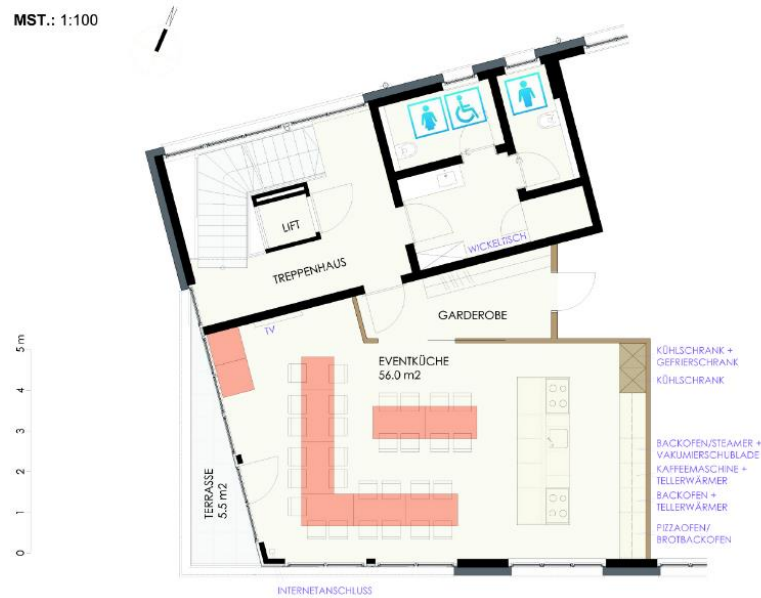 MST.: 1:100
LIFT
TREPPENHAUS
WICKELTISCH
GARDEROBE
TV
EVENTKÜCHE
56.0 m2
KÜHLSCHRANK +
GEFRIERSCHRANK
KÜHLSCHRANK
BACKOFEN/STEAMER +
VAKUMIERSCHUBLADE
KAFFEEMASCHINE +
TELLERWÄRMER
BACKOFEN +
TELLERWÄRMER
PIZZAOFEN/
BROTBACKOFEN
TERRASSE
5.5 m2
5 m
4
3
2
1
0
INTERNETANSCHLUSS